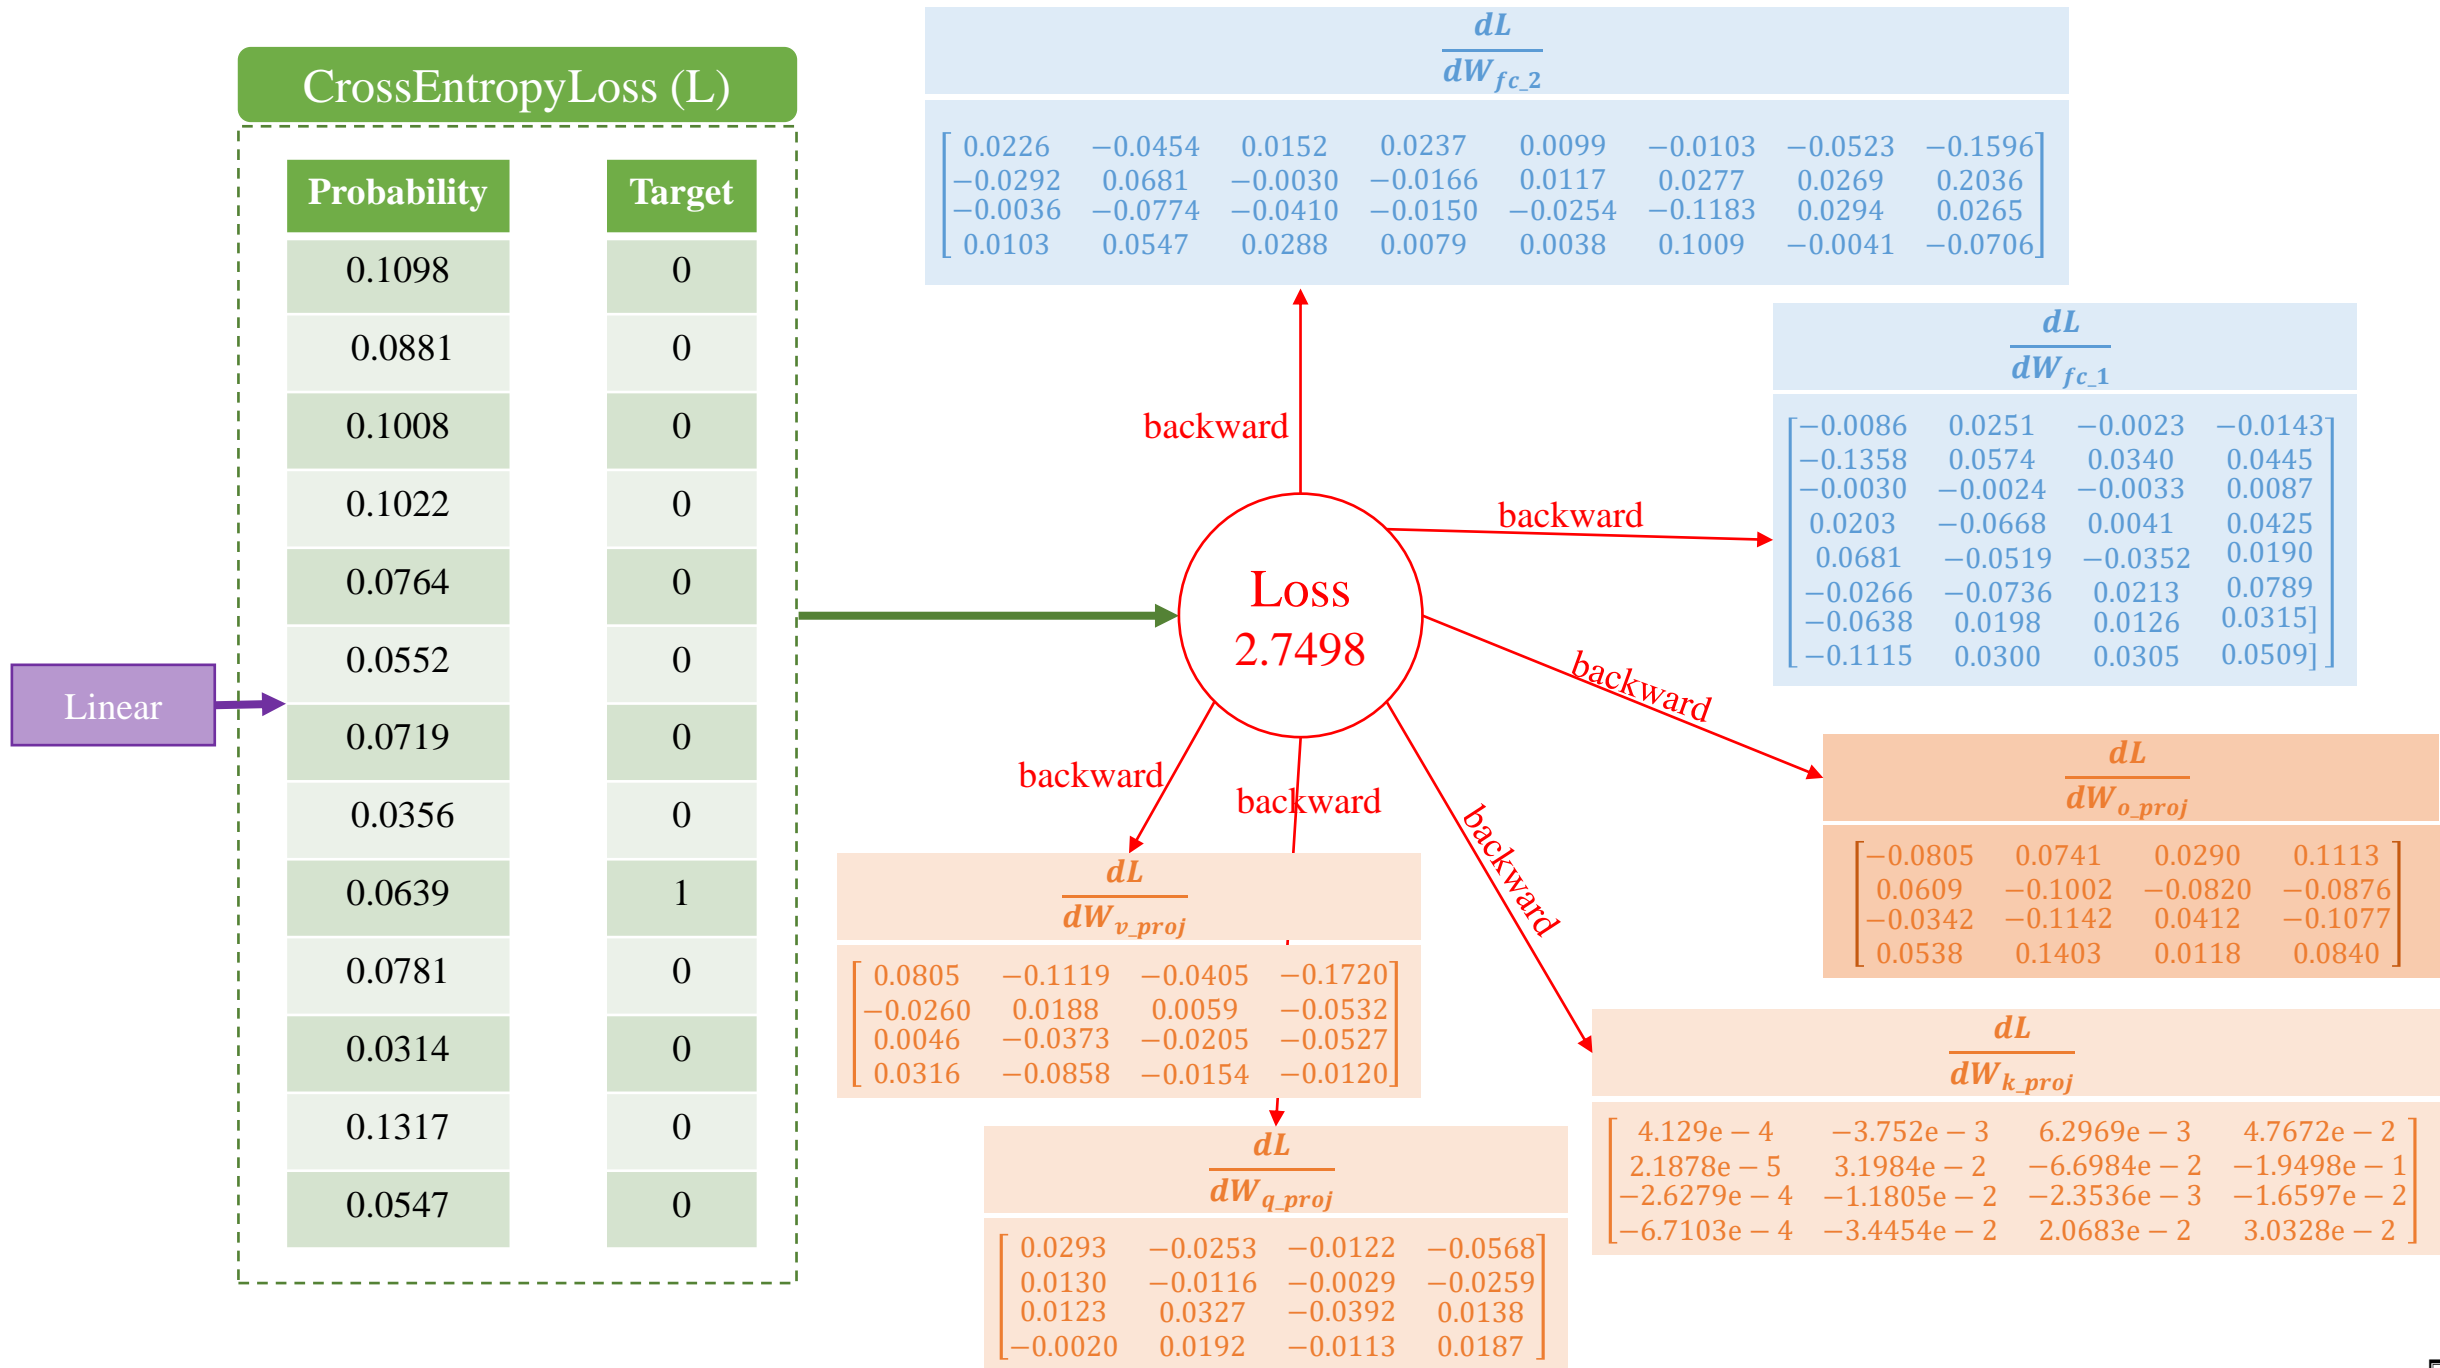 CrossEntropyLoss (L)
Probability Target
0.1098 0
0.0881 0
0.1008 0
0.1022 0
0.0764 0
0.0552 0
0.0719 0
0.0356 0
0.0639 1
0.0781 0
0.0314 0
0.1317 0
0.0547 0
Linear
Loss
2.7498
backward
backward
backward
backward
backward
backward
dL
dW_fc_2
0.0226 −0.0454 0.0152 0.0237 0.0099 −0.0103 −0.0523 −0.1596
−0.0292 0.0681 −0.0030 −0.0166 0.0117 0.0277 0.0269 0.2036
−0.0036 −0.0774 −0.0410 −0.0150 −0.0254 −0.1183 0.0294 0.0265
0.0103 0.0547 0.0288 0.0079 0.0038 0.1009 −0.0041 −0.0706
dL
dW_fc_1
−0.0086 0.0251 −0.0023 −0.0143
−0.1358 0.0574 0.0340 0.0445
−0.0030 −0.0024 −0.0033 0.0087
0.0203 −0.0668 0.0041 0.0425
0.0681 −0.0519 −0.0352 0.0190
−0.0266 −0.0736 0.0213 0.0789
−0.0638 0.0198 0.0126 0.0315]
−0.1115 0.0300 0.0305 0.0509]
dL
dW_o_proj
−0.0805 0.0741 0.0290 0.1113
0.0609 −0.1002 −0.0820 −0.0876
−0.0342 −0.1142 0.0412 −0.1077
0.0538 0.1403 0.0118 0.0840
dL
dW_v_proj
0.0805 −0.1119 −0.0405 −0.1720
−0.0260 0.0188 0.0059 −0.0532
0.0046 −0.0373 −0.0205 −0.0527
0.0316 −0.0858 −0.0154 −0.0120
dL
dW_k_proj
4.129e − 4 −3.752e − 3 6.2969e − 3 4.7672e − 2
2.1878e − 5 3.1984e − 2 −6.6984e − 2 −1.9498e − 1
−2.6279e − 4 −1.1805e − 2 −2.3536e − 3 −1.6597e − 2
−6.7103e − 4 −3.4454e − 2 2.0683e − 2 3.0328e − 2
dL
dW_q_proj
0.0293 −0.0253 −0.0122 −0.0568
0.0130 −0.0116 −0.0029 −0.0259
0.0123 0.0327 −0.0392 0.0138
−0.0020 0.0192 −0.0113 0.0187